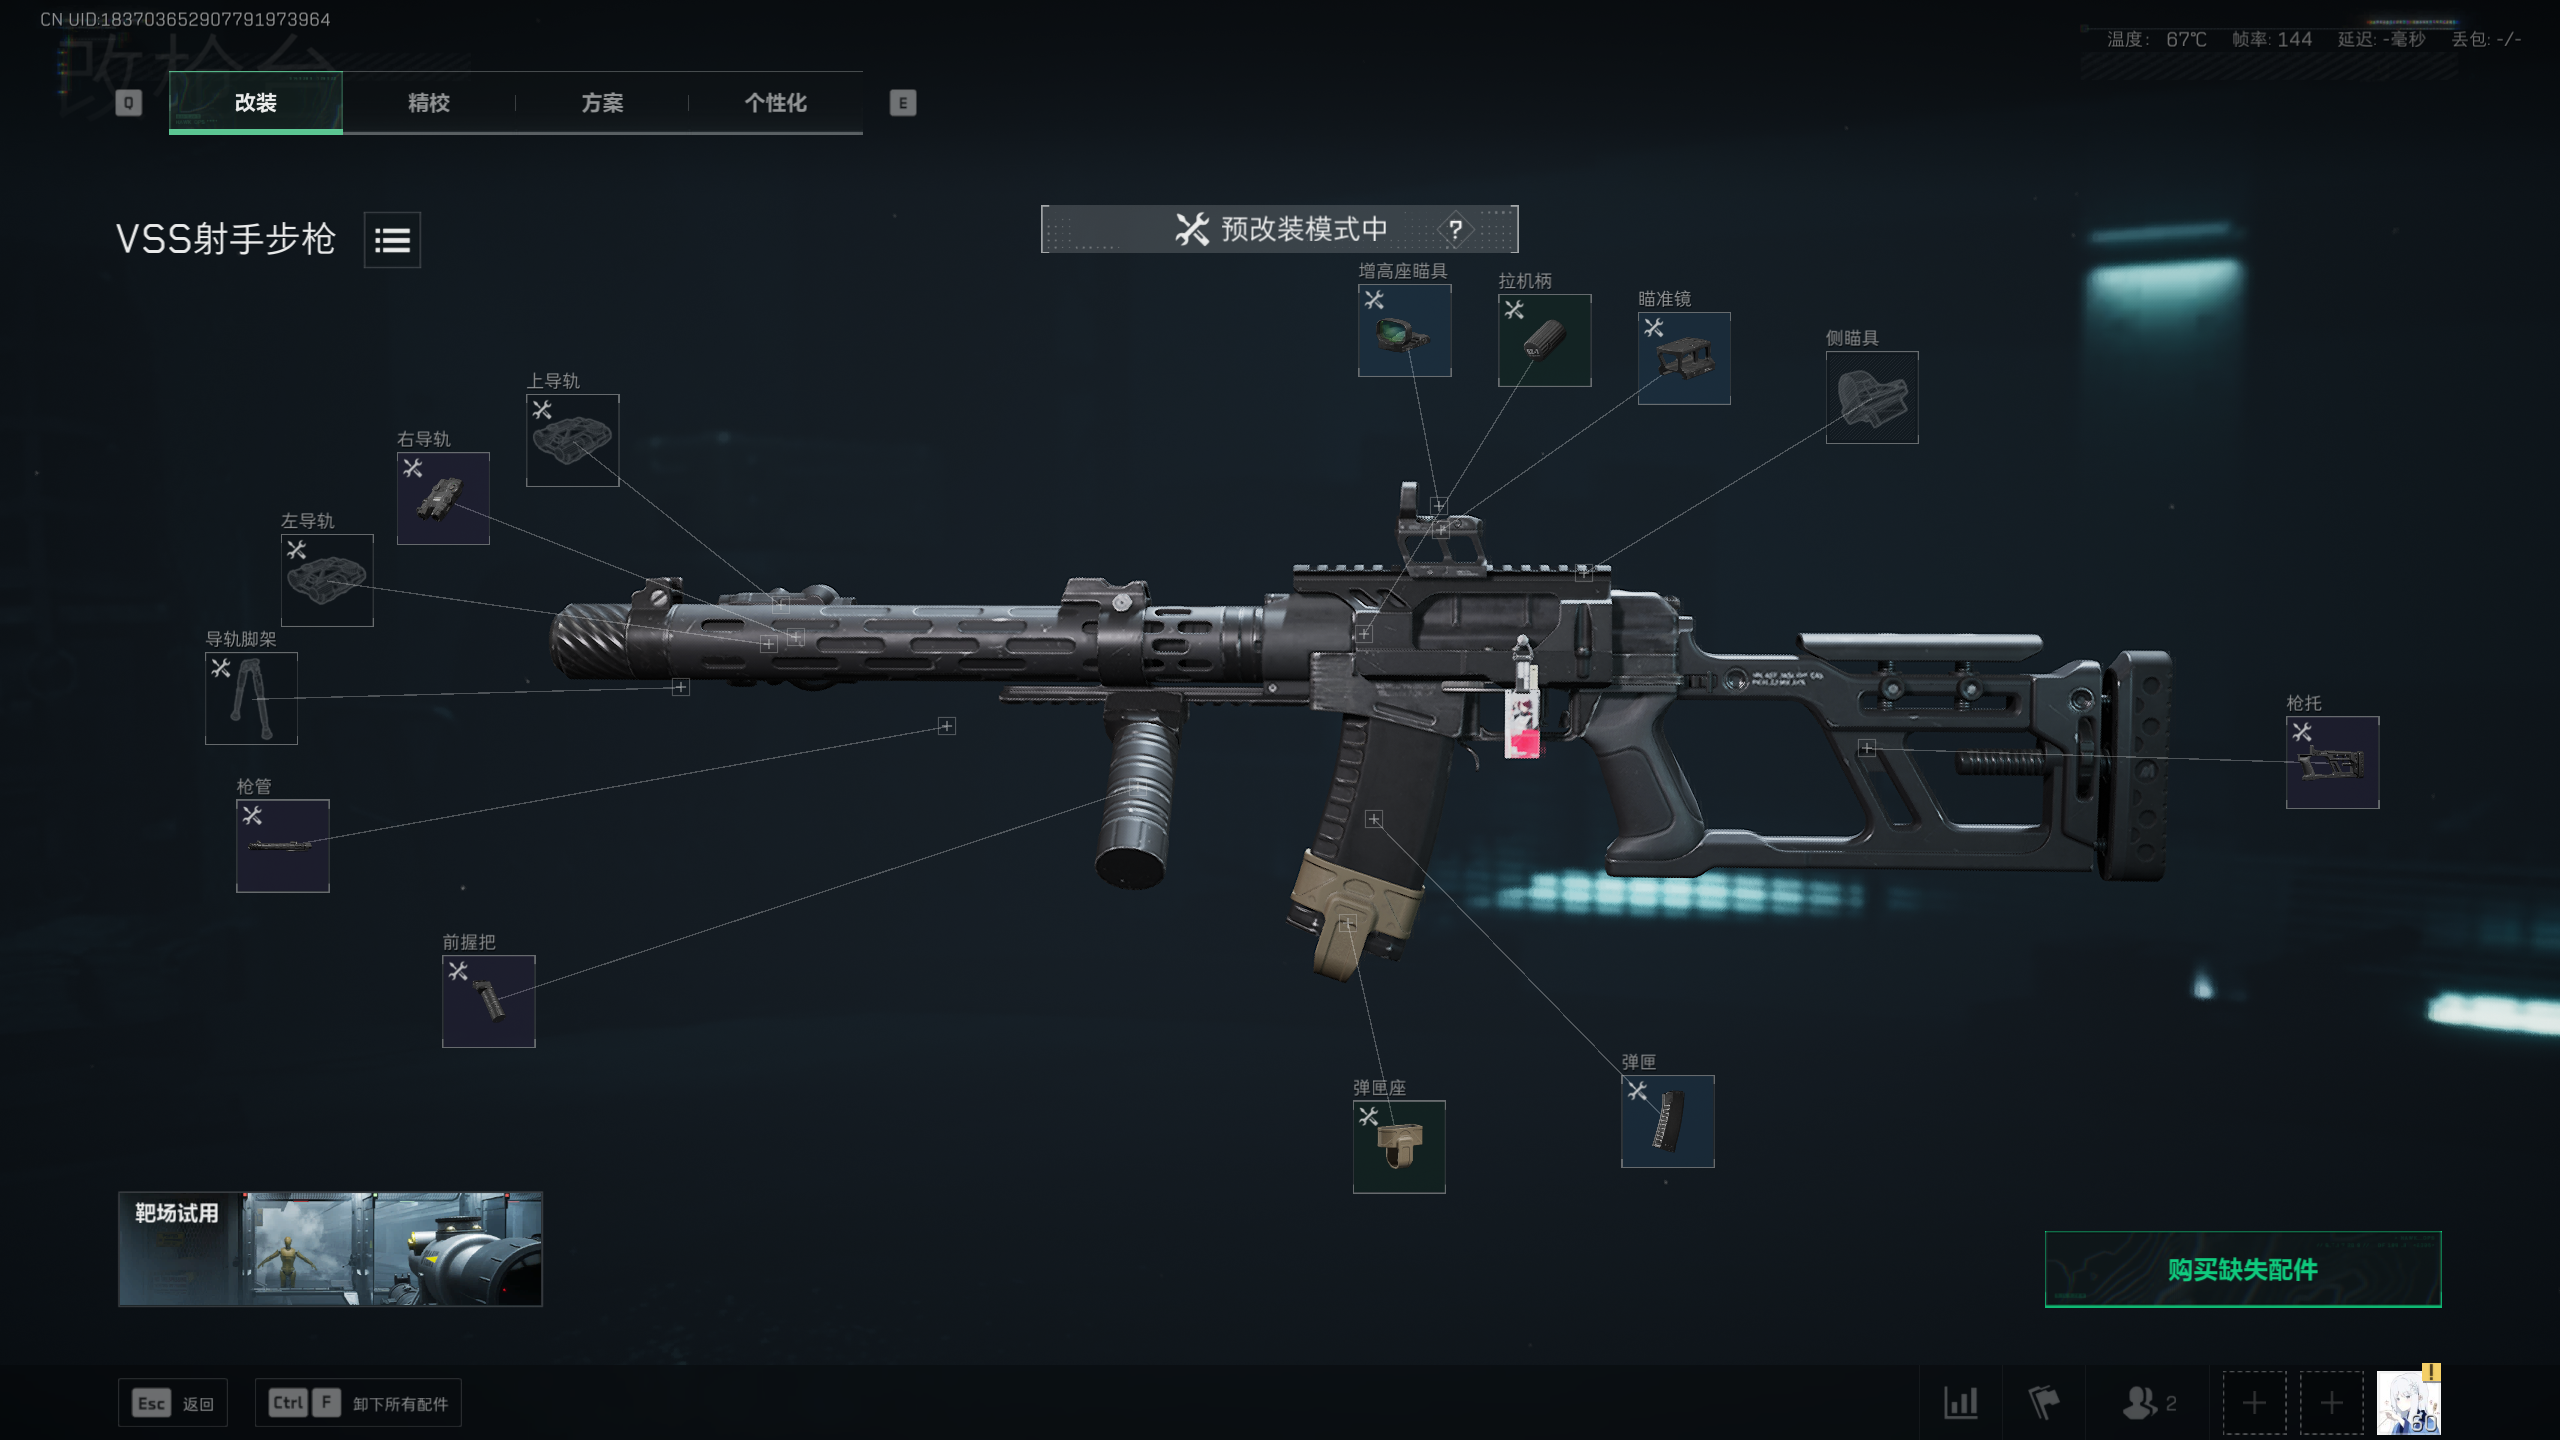 CN UID:183703652907791973964
改枪台
温度: 67℃ 帧率: 144 延迟: -毫秒 丢包: -/-
Q 改装 精校 方案 个性化 E
VSS射手步枪
预改装模式中 ?
增高座瞄具
拉机柄
瞄准镜
侧瞄具
上导轨
右导轨
左导轨
导轨脚架
枪管
前握把
枪托
弹匣
弹匣座
靶场试用
购买缺失配件
Esc 返回 Ctrl F 卸下所有配件
2
60